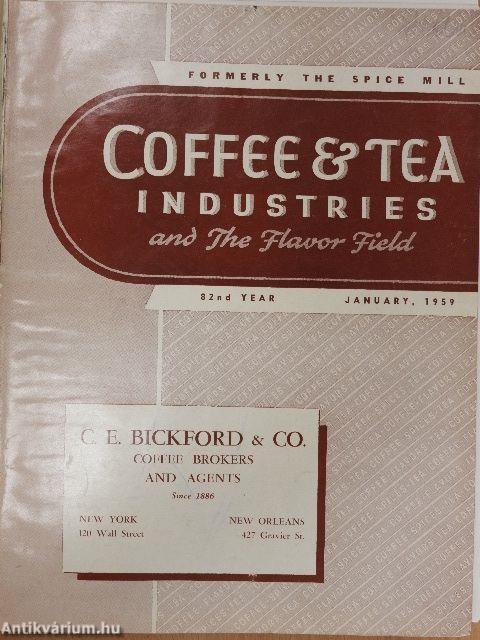 FORMERLY THE SPICE MILL
COFFEE & TEA
INDUSTRIES
and The Flavor Field
82nd YEAR JANUARY, 1959
C. E. BICKFORD & CO.
COFFEE BROKERS
AND AGENTS
Since 1886
NEW YORK NEW ORLEANS
120 Wall Street 427 Gravier St.
Antikvárium.hu